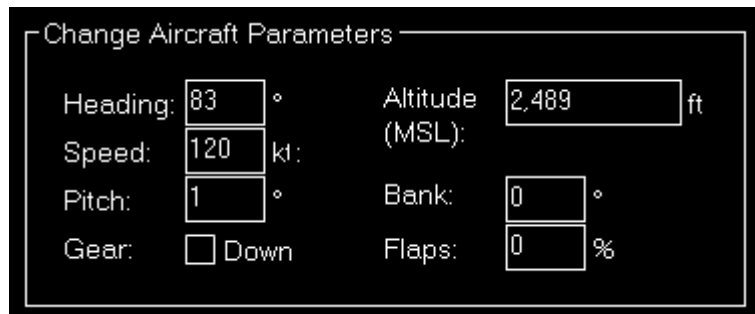 Change Aircraft Parameters
Heading: 83 ° Altitude (MSL): 2,489 ft
Speed: 120 kt:
Pitch: 1 ° Bank: 0 °
Gear: Down Flaps: 0 %